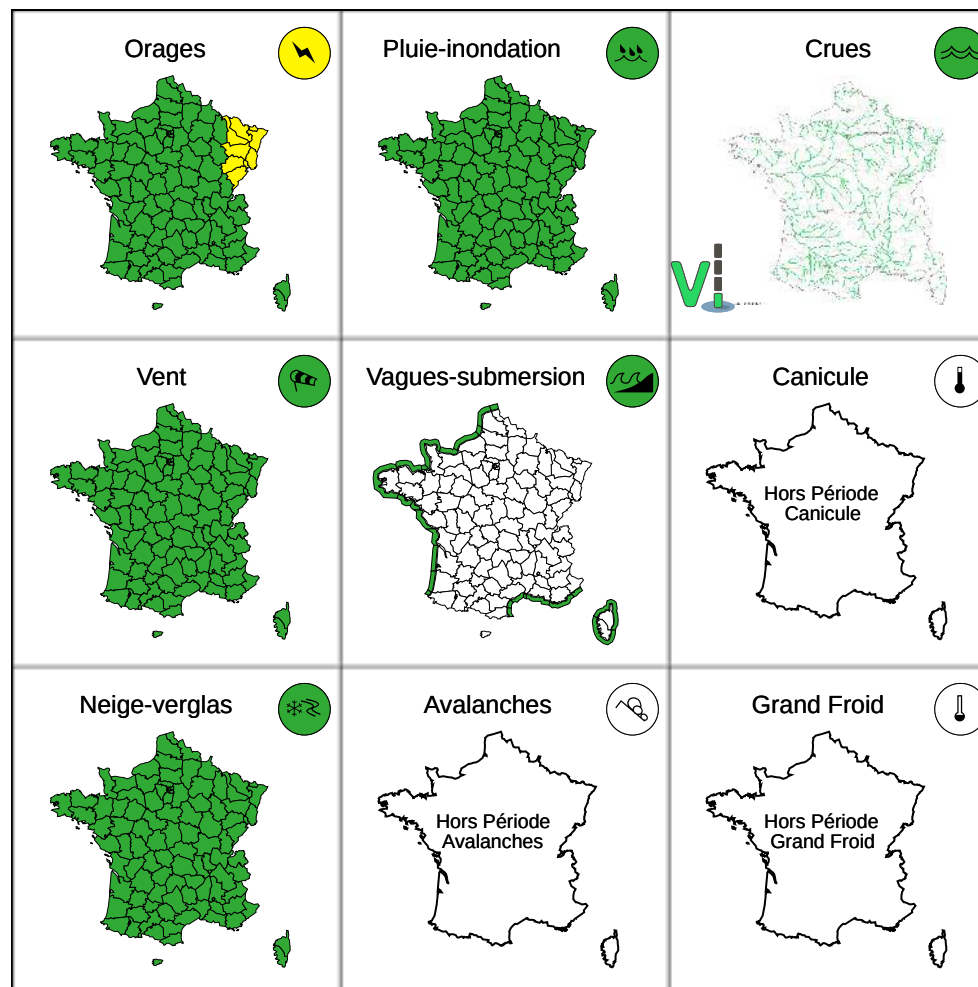 Orages
Pluie-inondation
Crues
Vi
Vent
Vagues-submersion
Canicule
Hors Période
Canicule
Neige-verglas
Avalanches
Hors Période
Avalanches
Grand Froid
Hors Période
Grand Froid